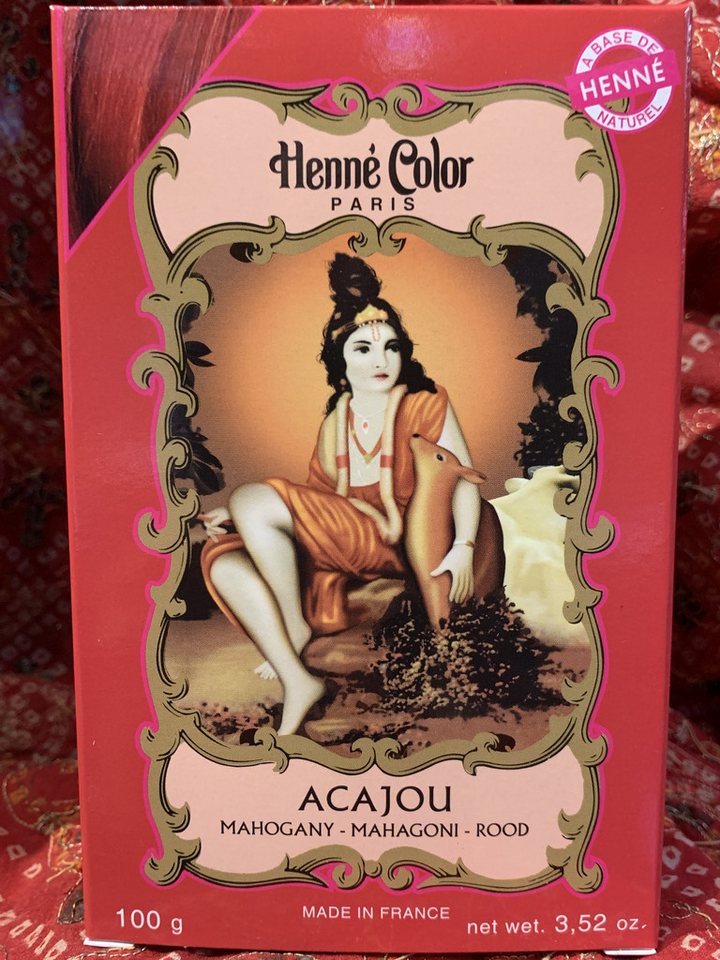 A BASE DE
HENNÉ
NATUREL
Henné Color
PARIS
ACAJOU
MAHOGANY - MAHAGONI - ROOD
100 g
MADE IN FRANCE
net wet. 3,52 oz.